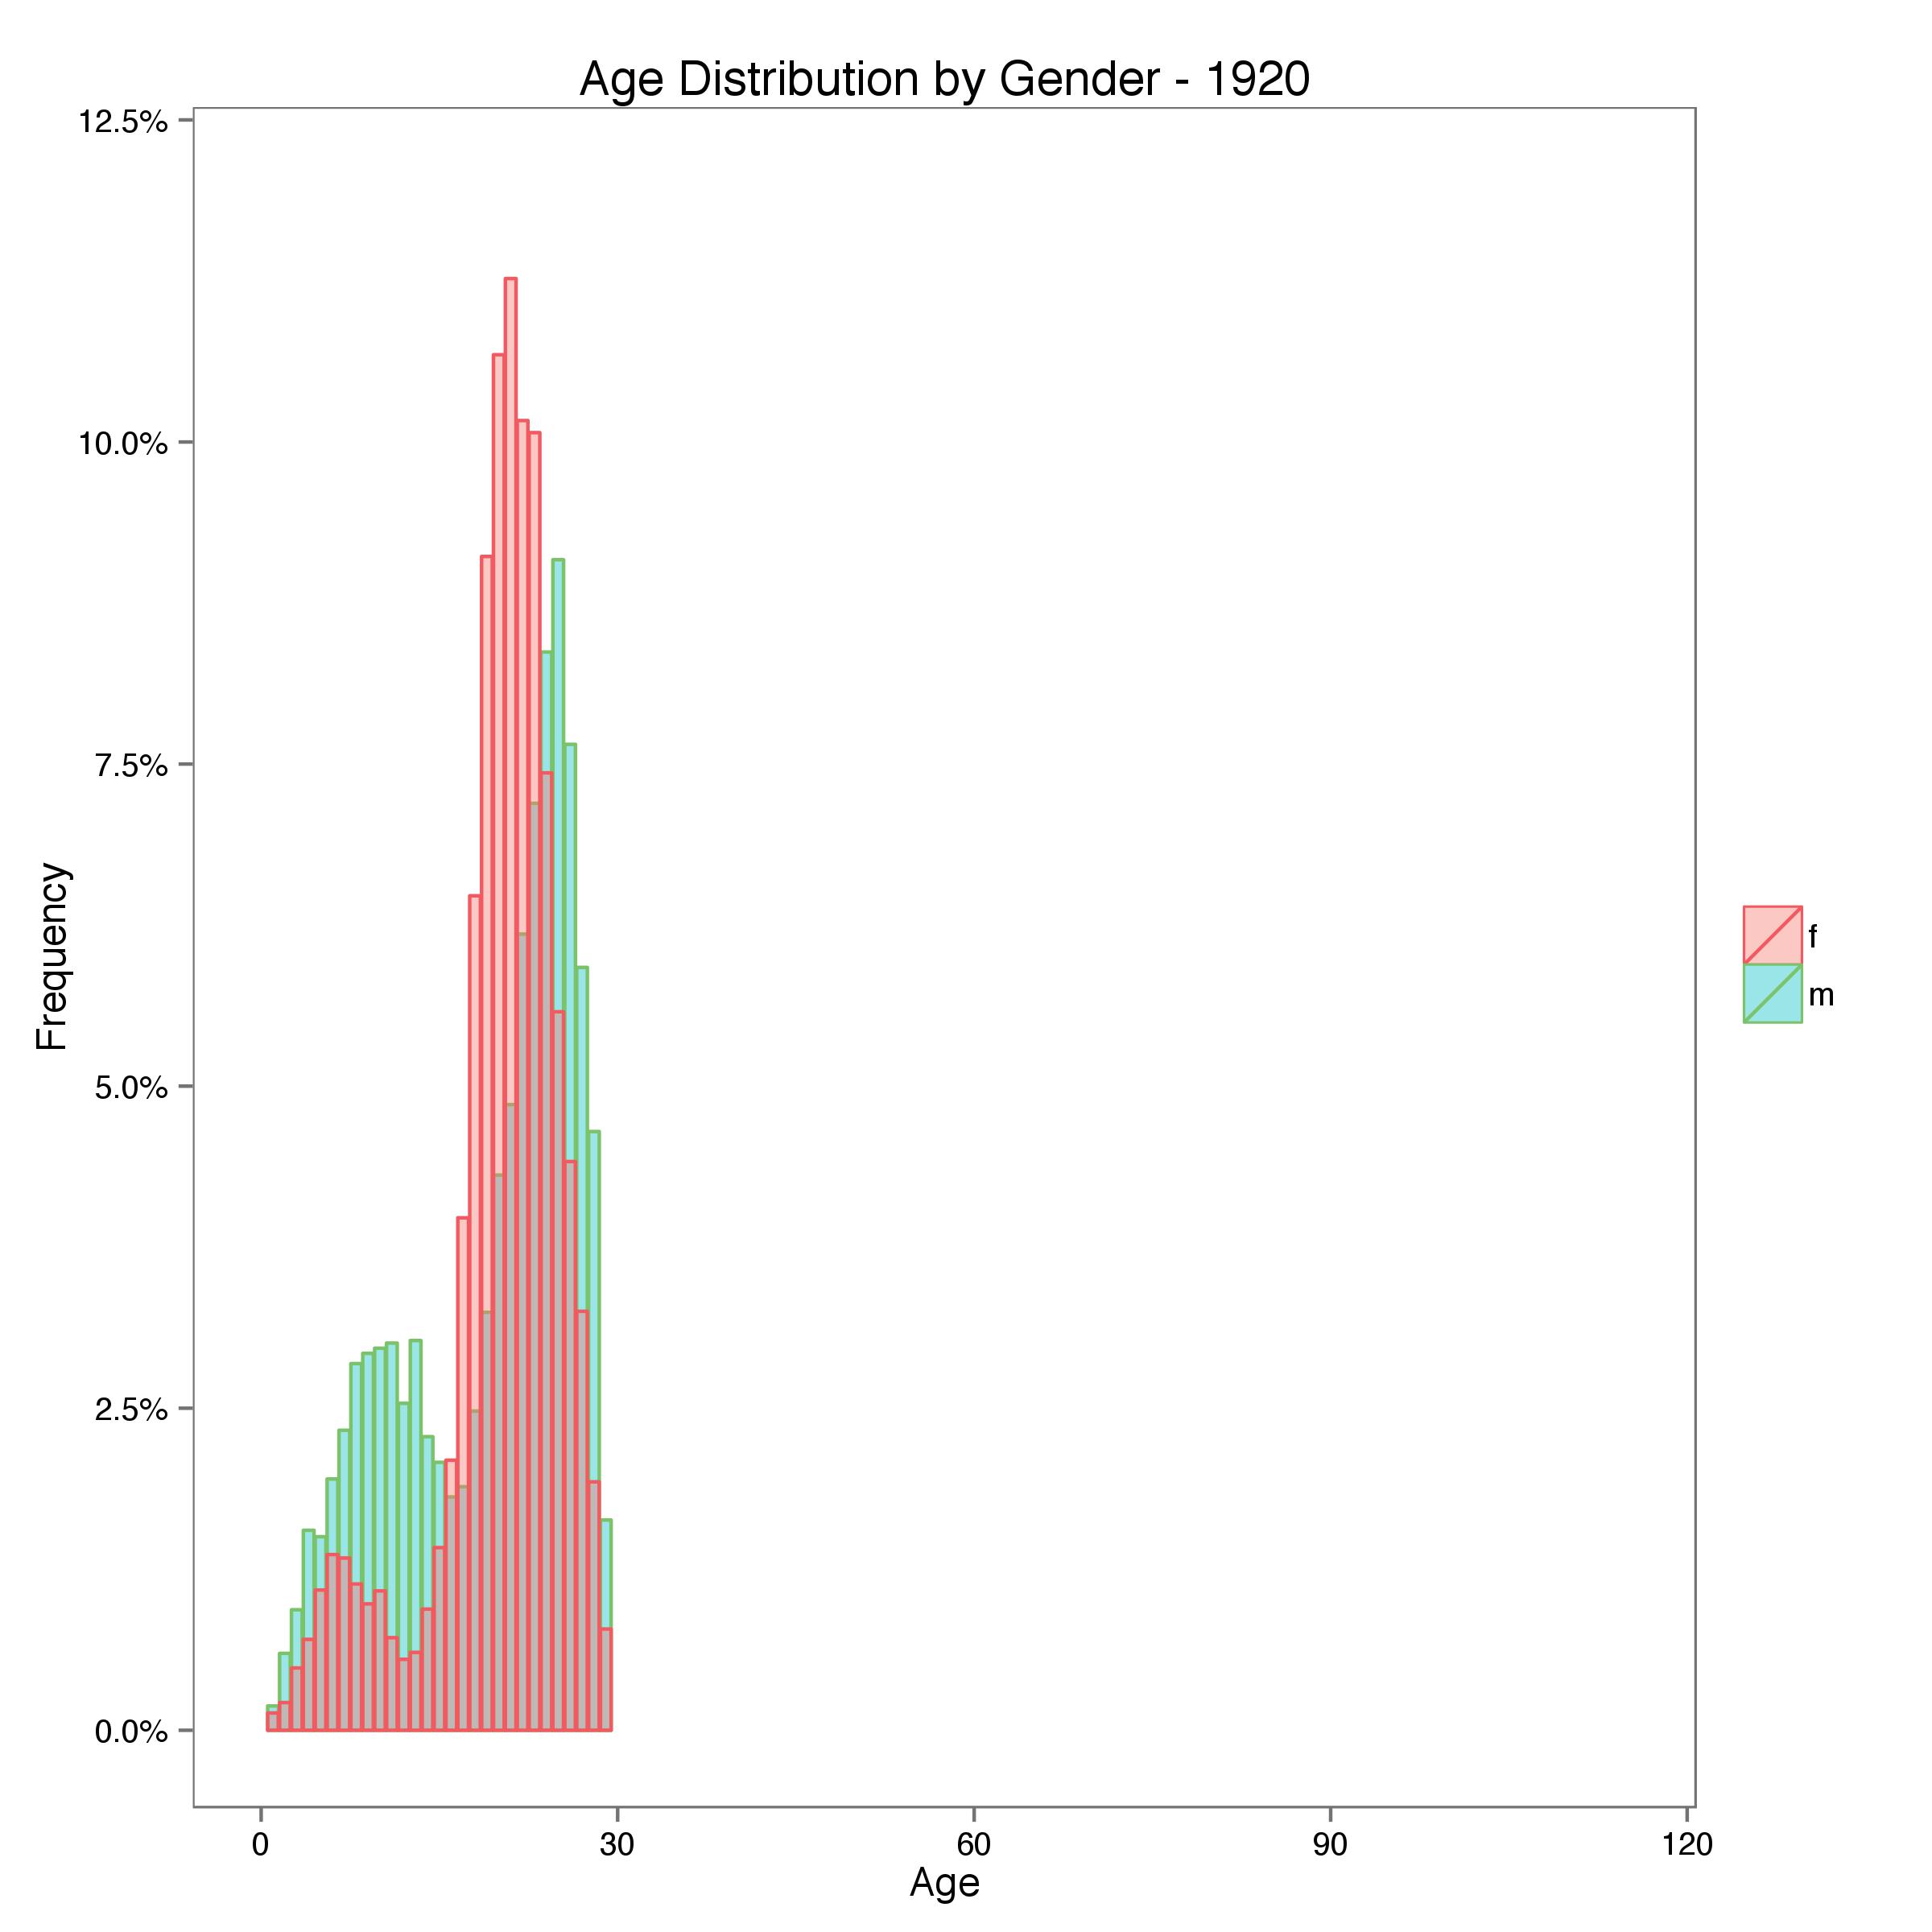 Age Distribution by Gender - 1920
12.5%
10.0%
7.5%
5.0%
2.5%
0.0%
Frequency
0 30 60 90 120
Age
f
m